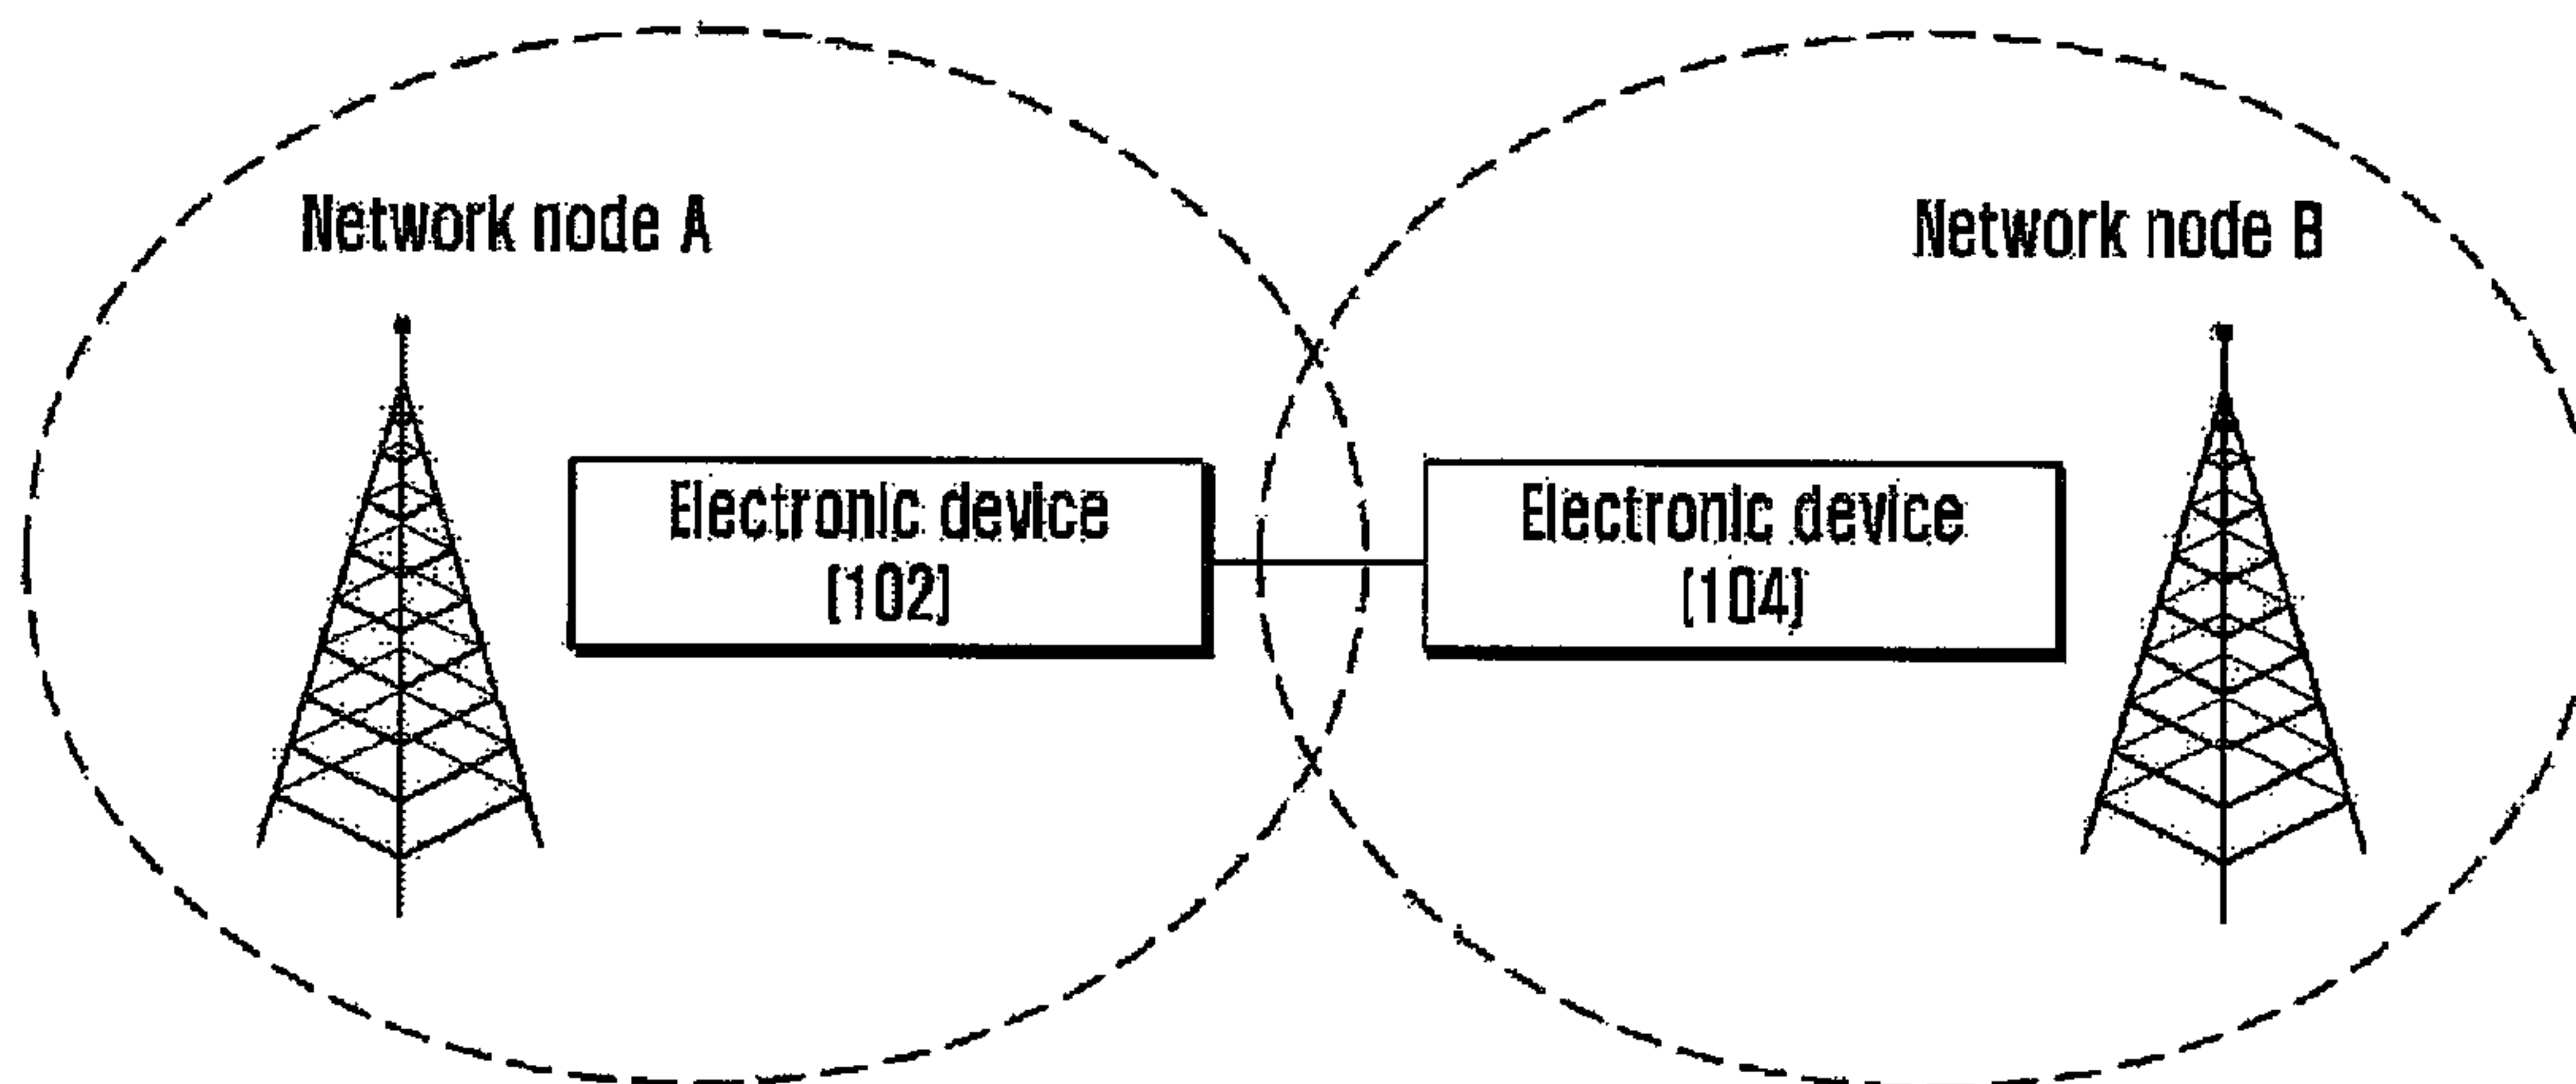 Network node A
Network node B
Electronic device
[102]
Electronic device
[104]